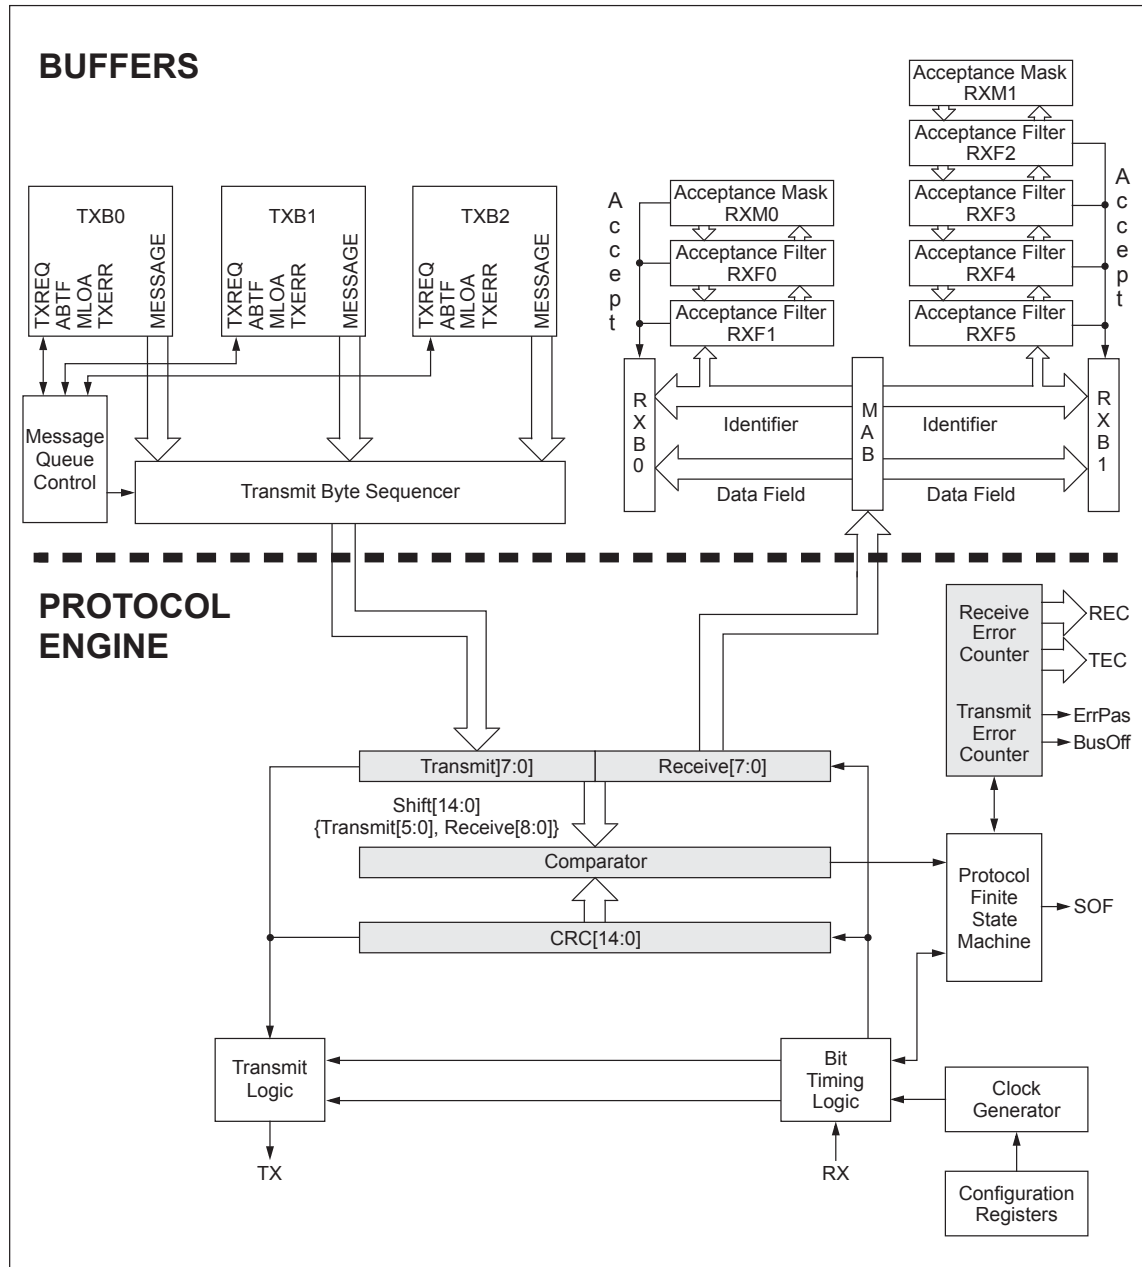 BUFFERS
Acceptance Mask
RXM1
Acceptance Filter
RXF2
Acceptance Filter
RXF3
Acceptance Filter
RXF4
Acceptance Filter
RXF5
Accept
Acceptance Mask
RXM0
Acceptance Filter
RXF0
Acceptance Filter
RXF1
Accept
TXB0
TXREQ
ABTF
MLOA
TXERR
MESSAGE
TXB1
TXREQ
ABTF
MLOA
TXERR
MESSAGE
TXB2
TXREQ
ABTF
MLOA
TXERR
MESSAGE
Message
Queue
Control
Transmit Byte Sequencer
RXB0
Identifier
Data Field
MAB
Identifier
Data Field
RXB1
PROTOCOL
ENGINE
Receive
Error
Counter
REC
TEC
Transmit
Error
Counter
ErrPas
BusOff
Transmit]7:0]
Receive[7:0]
Shift[14:0]
{Transmit[5:0], Receive[8:0]}
Comparator
CRC[14:0]
Protocol
Finite
State
Machine
SOF
Transmit
Logic
Bit
Timing
Logic
Clock
Generator
TX
RX
Configuration
Registers